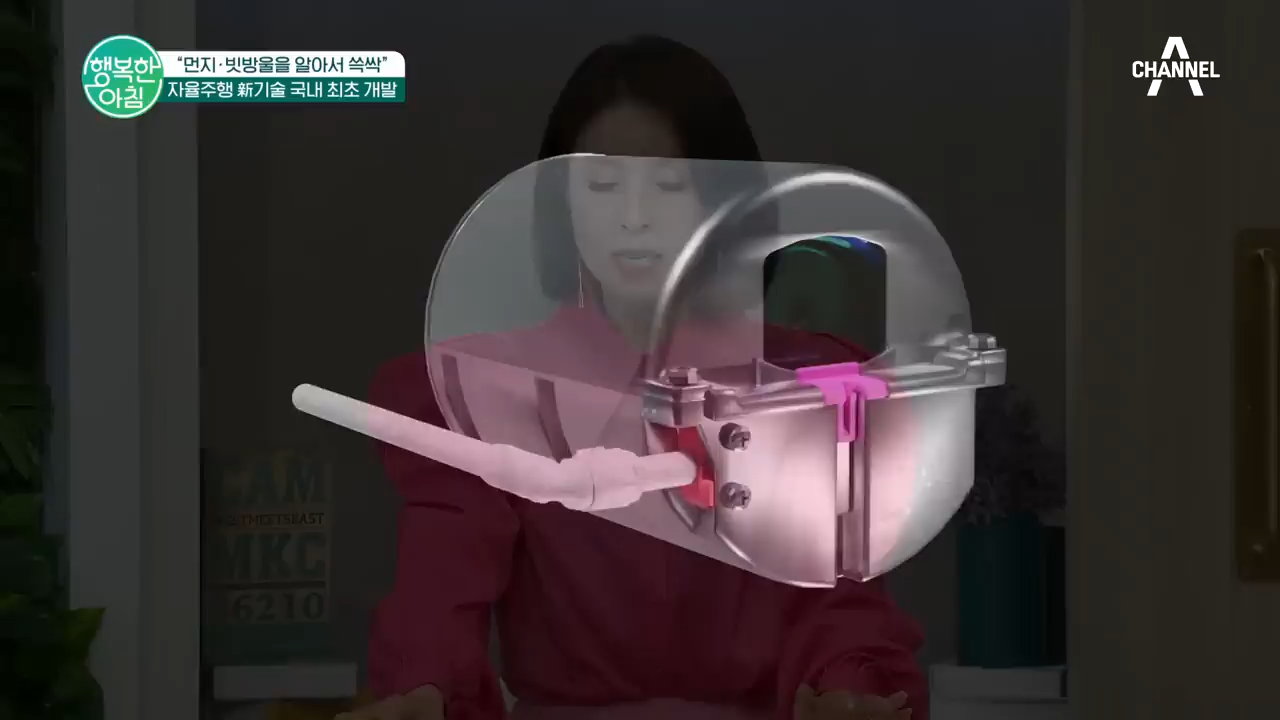 행복한
아침
“먼지·빗방울을 알아서 쓱싹”
자율주행 新기술 국내 최초 개발
CHANNEL A
CAM
MKC
6210